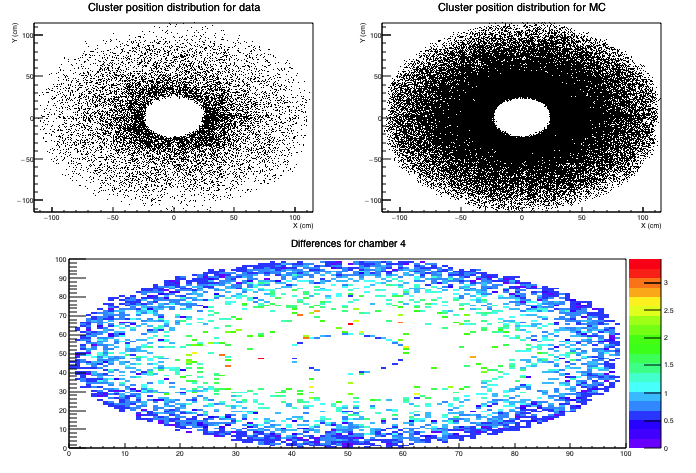 Cluster position distribution for data
Y (cm)
100
50
0
−50
−100
−100 −50 0 50 100
X (cm)
Cluster position distribution for MC
Y (cm)
100
50
0
−50
−100
−100 −50 0 50 100
X (cm)
Differences for chamber 4
100
90
80
70
60
50
40
30
20
10
0
0 10 20 30 40 50 60 70 80 90 100
3
2.5
2
1.5
1
0.5
0